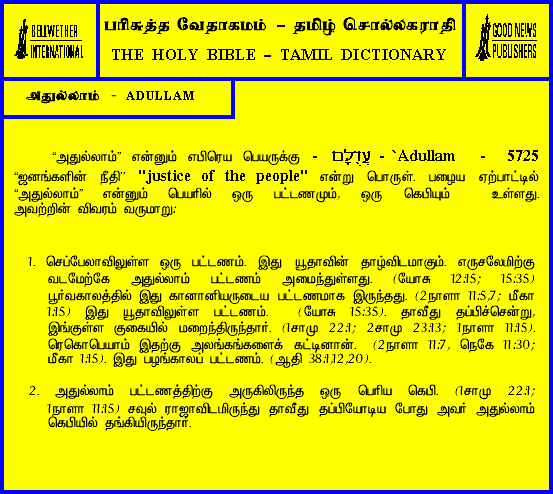 BELLWETHER
INTERNATIONAL
பரிசுத்த வேதாகமம் – தமிழ் சொல்லகராதி
THE HOLY BIBLE – TAMIL DICTIONARY
GOOD NEWS
PUBLISHERS
அதுல்லாம் - ADULLAM
“அதுல்லாம்” என்னும் எபிரெய பெயருக்கு - עֲדֻלָּם - `Adullam - 5725
“ஜனங்களின் நீதி” "justice of the people" என்று பொருள். பழைய ஏற்பாட்டில்
“அதுல்லாம்” என்னும் பெயரில் ஒரு பட்டணமும், ஒரு கெபியும் உள்ளது.
அவற்றின் விவரம் வருமாறு:
1. செப்பேலாவிலுள்ள ஒரு பட்டணம். இது யூதாவின் தாழ்விடமாகும். எருசலேமிற்கு
வடமேற்கே அதுல்லாம் பட்டணம் அமைந்துள்ளது. (யோசு 12:15; 15:35)
பூர்வகாலத்தில் இது கானானியருடைய பட்டணமாக இருந்தது. (2நாளா 11:5,7; மீகா
1:15) இது யூதாவிலுள்ள பட்டணம். (யோசு 15:35). தாவீது தப்பிச்சென்று,
இங்குள்ள குகையில் மறைந்திருந்தார். (1சாமு 22:1; 2சாமு 23:13; 1நாளா 11:15).
ரெகொபெயாம் இதற்கு அலங்கங்களைக் கட்டினான். (2நாளா 11:7, நெகே 11:30;
மீகா 1:15). இது பழங்காலப் பட்டணம். (ஆதி 38:1,12,20).
2. அதுல்லாம் பட்டணத்திற்கு அருகிலிருந்த ஒரு பெரிய கெபி. (1சாமு 22:1;
1நாளா 11:15) சவுல் ராஜாவிடமிருந்து தாவீது தப்பியோடிய போது அவர் அதுல்லாம்
கெபியில் தங்கியிருந்தார்.